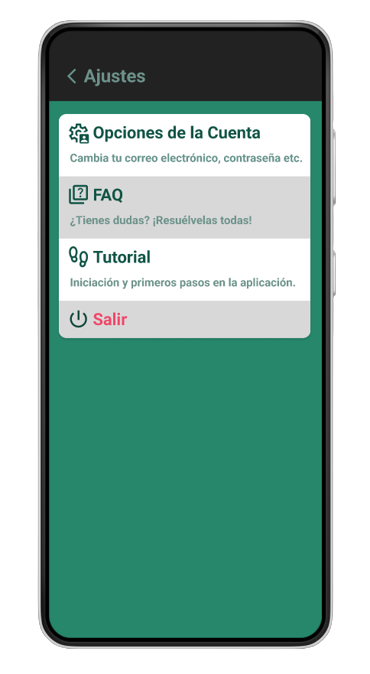 Ajustes
Opciones de la Cuenta
Cambia tu correo electrónico, contraseña etc.
FAQ
¿Tienes dudas? ¡Resuélvelas todas!
Tutorial
Iniciación y primeros pasos en la aplicación.
Salir